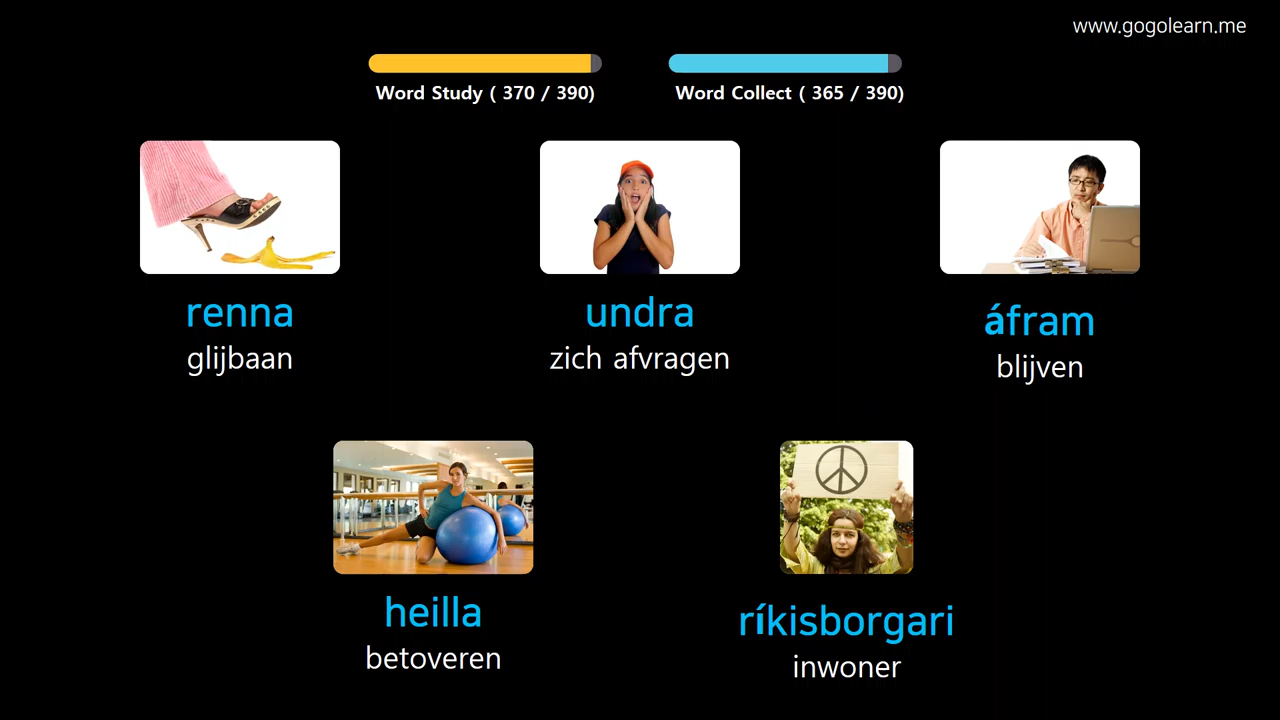 www.gogolearn.me
Word Study ( 370 / 390)
Word Collect ( 365 / 390)
renna
glijbaan
undra
zich afvragen
áfram
blijven
heilla
betoveren
ríkisborgari
inwoner